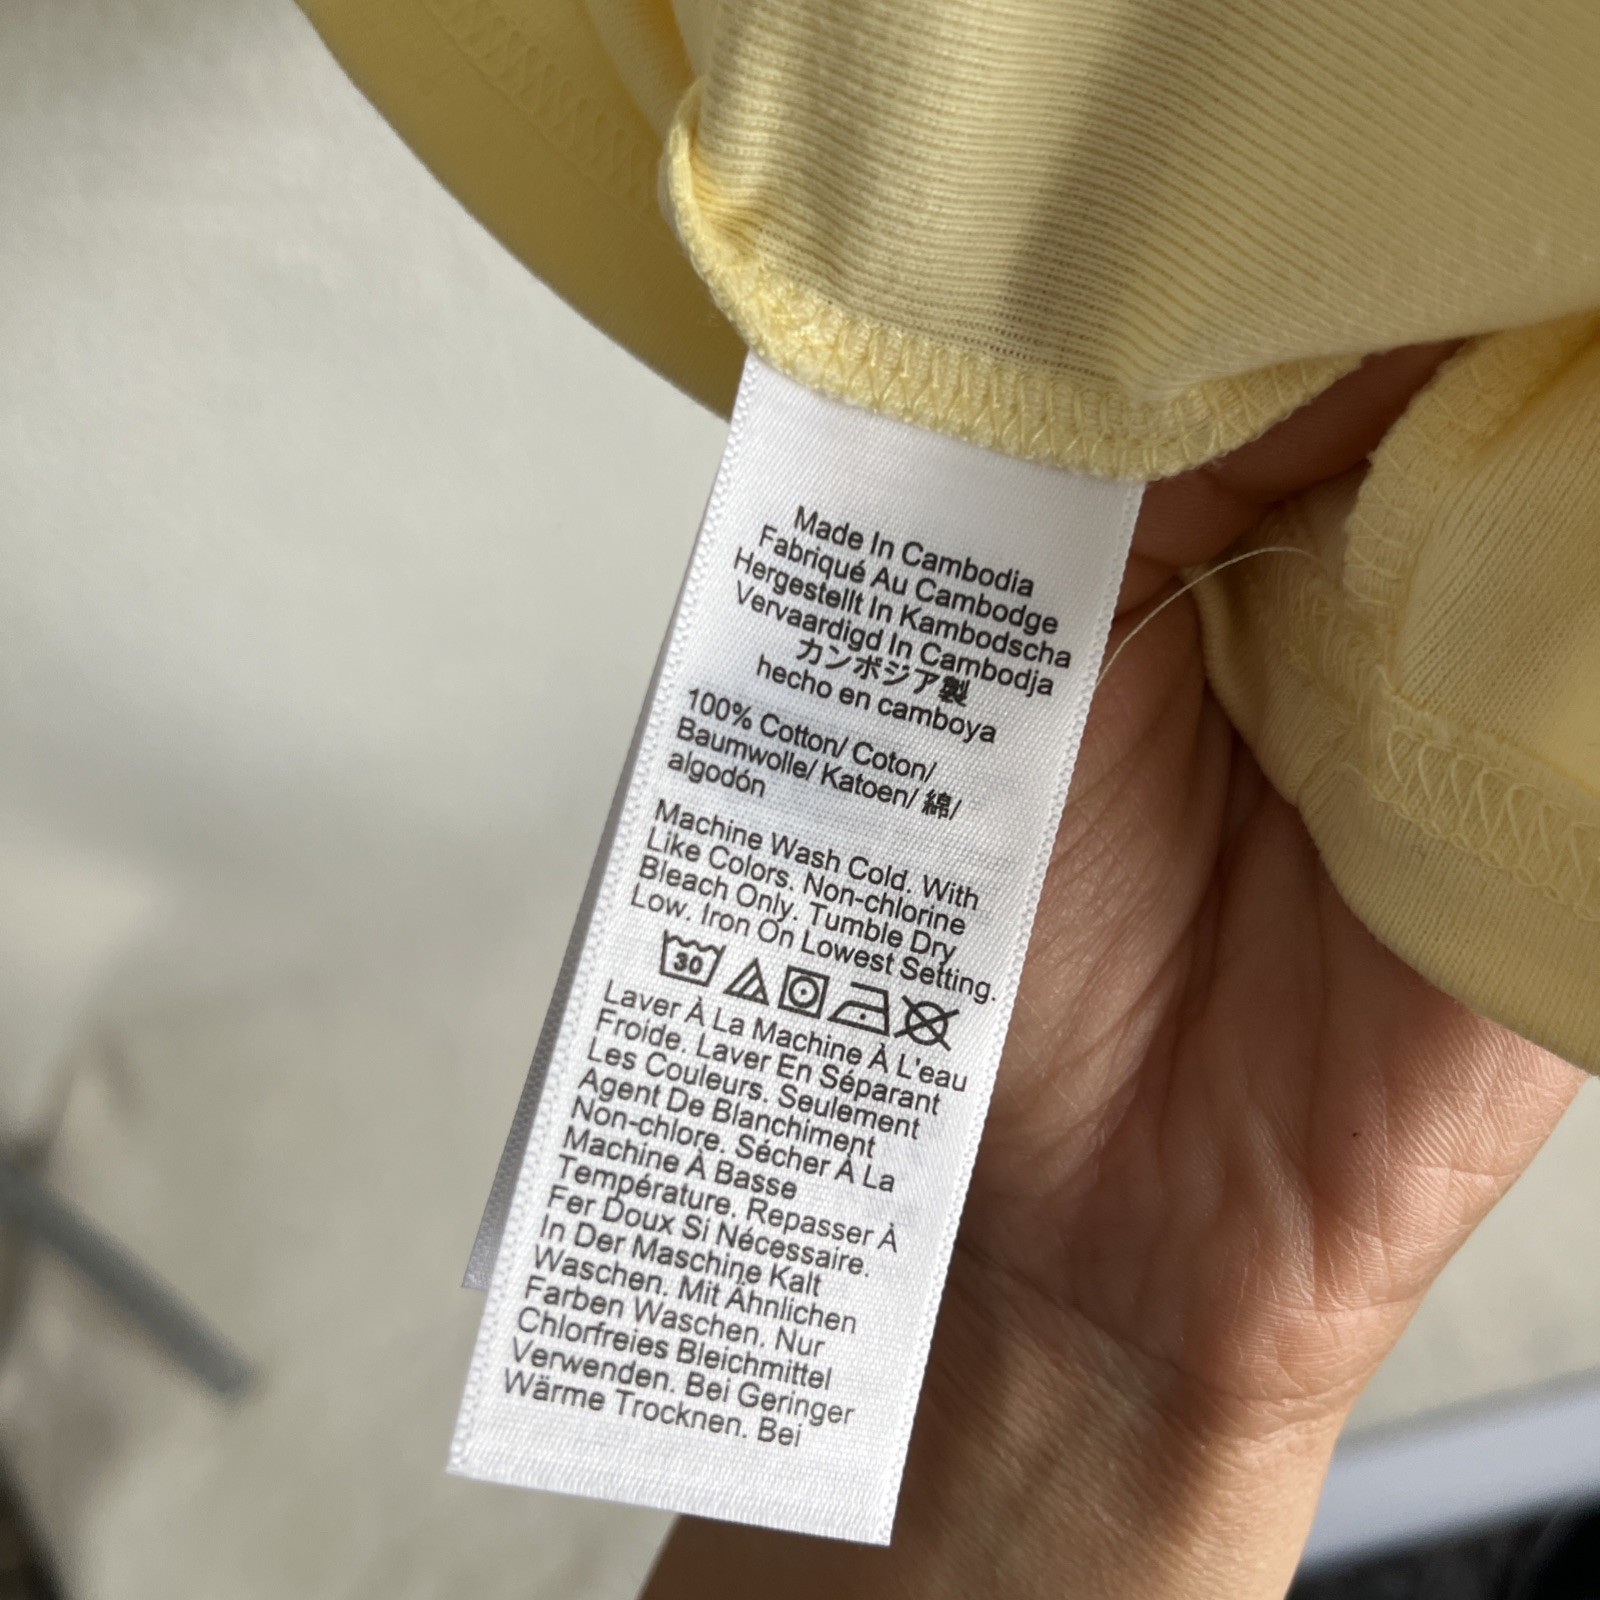 Made In Cambodia
Fabriqué Au Cambodge
Hergestellt In Kambodscha
Vervaardigd In Cambodja
カンボジア製
hecho en camboya
100% Cotton/ Coton/
Baumwolle/ Katoen/ 綿/
algodón
Machine Wash Cold. With
Like Colors. Non-chlorine
Bleach Only. Tumble Dry
Low. Iron On Lowest Setting.
30
Laver À La Machine À L'eau
Froide. Laver En Séparant
Les Couleurs. Seulement
Agent De Blanchiment
Non-chlore. Sécher À La
Machine À Basse
Température. Repasser À
Fer Doux Si Nécessaire.
In Der Maschine Kalt
Waschen. Mit Ähnlichen
Farben Waschen. Nur
Chlorfreies Bleichmittel
Verwenden. Bei Geringer
Wärme Trocknen. Bei